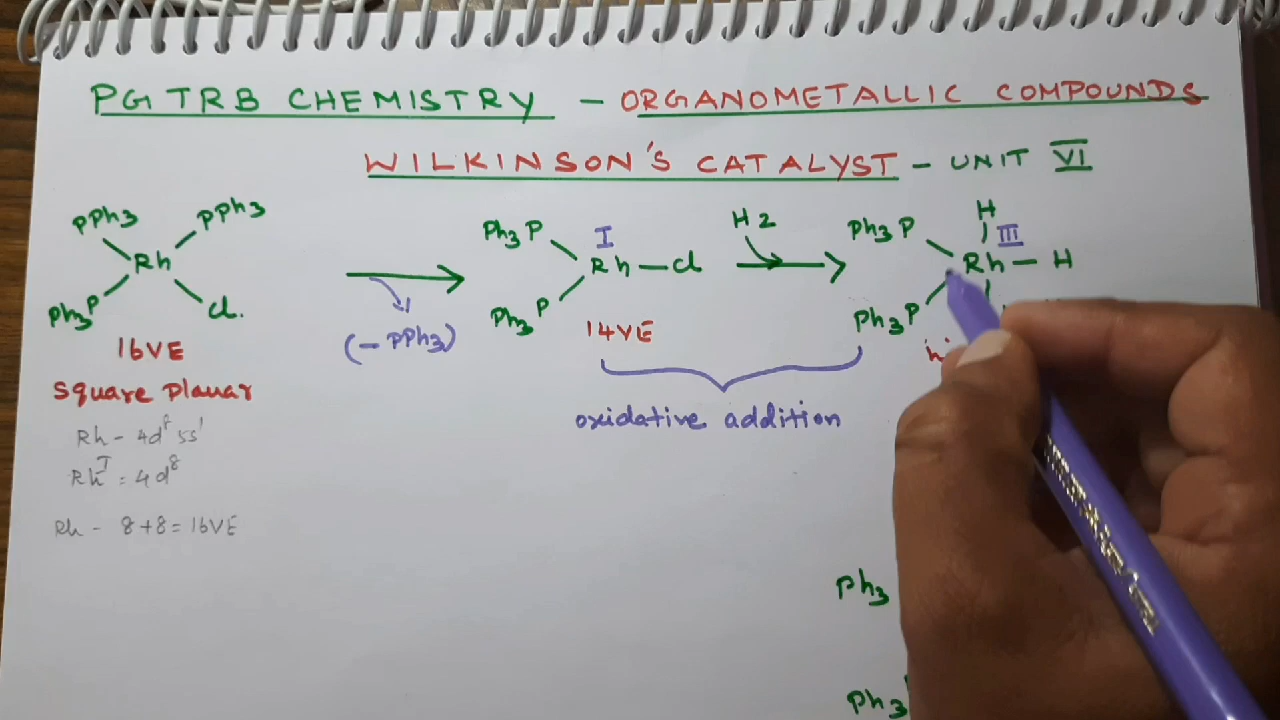 PG TRB CHEMISTRY - ORGANOMETALLIC COMPOUNDS
WILKINSON'S CATALYST - UNIT VI
PPh3 PPh3
Rh
Ph3P Cl.
16VE
Square Planar
Rh - 4d8 5s1
RhI = 4d8
Rh - 8+8 = 16VE
(- PPh3)
Ph3P I
Rh - Cl
Ph3P
14VE
H2
oxidative addition
H
Ph3P III
Rh - H
Ph3P
Ph3
Ph3